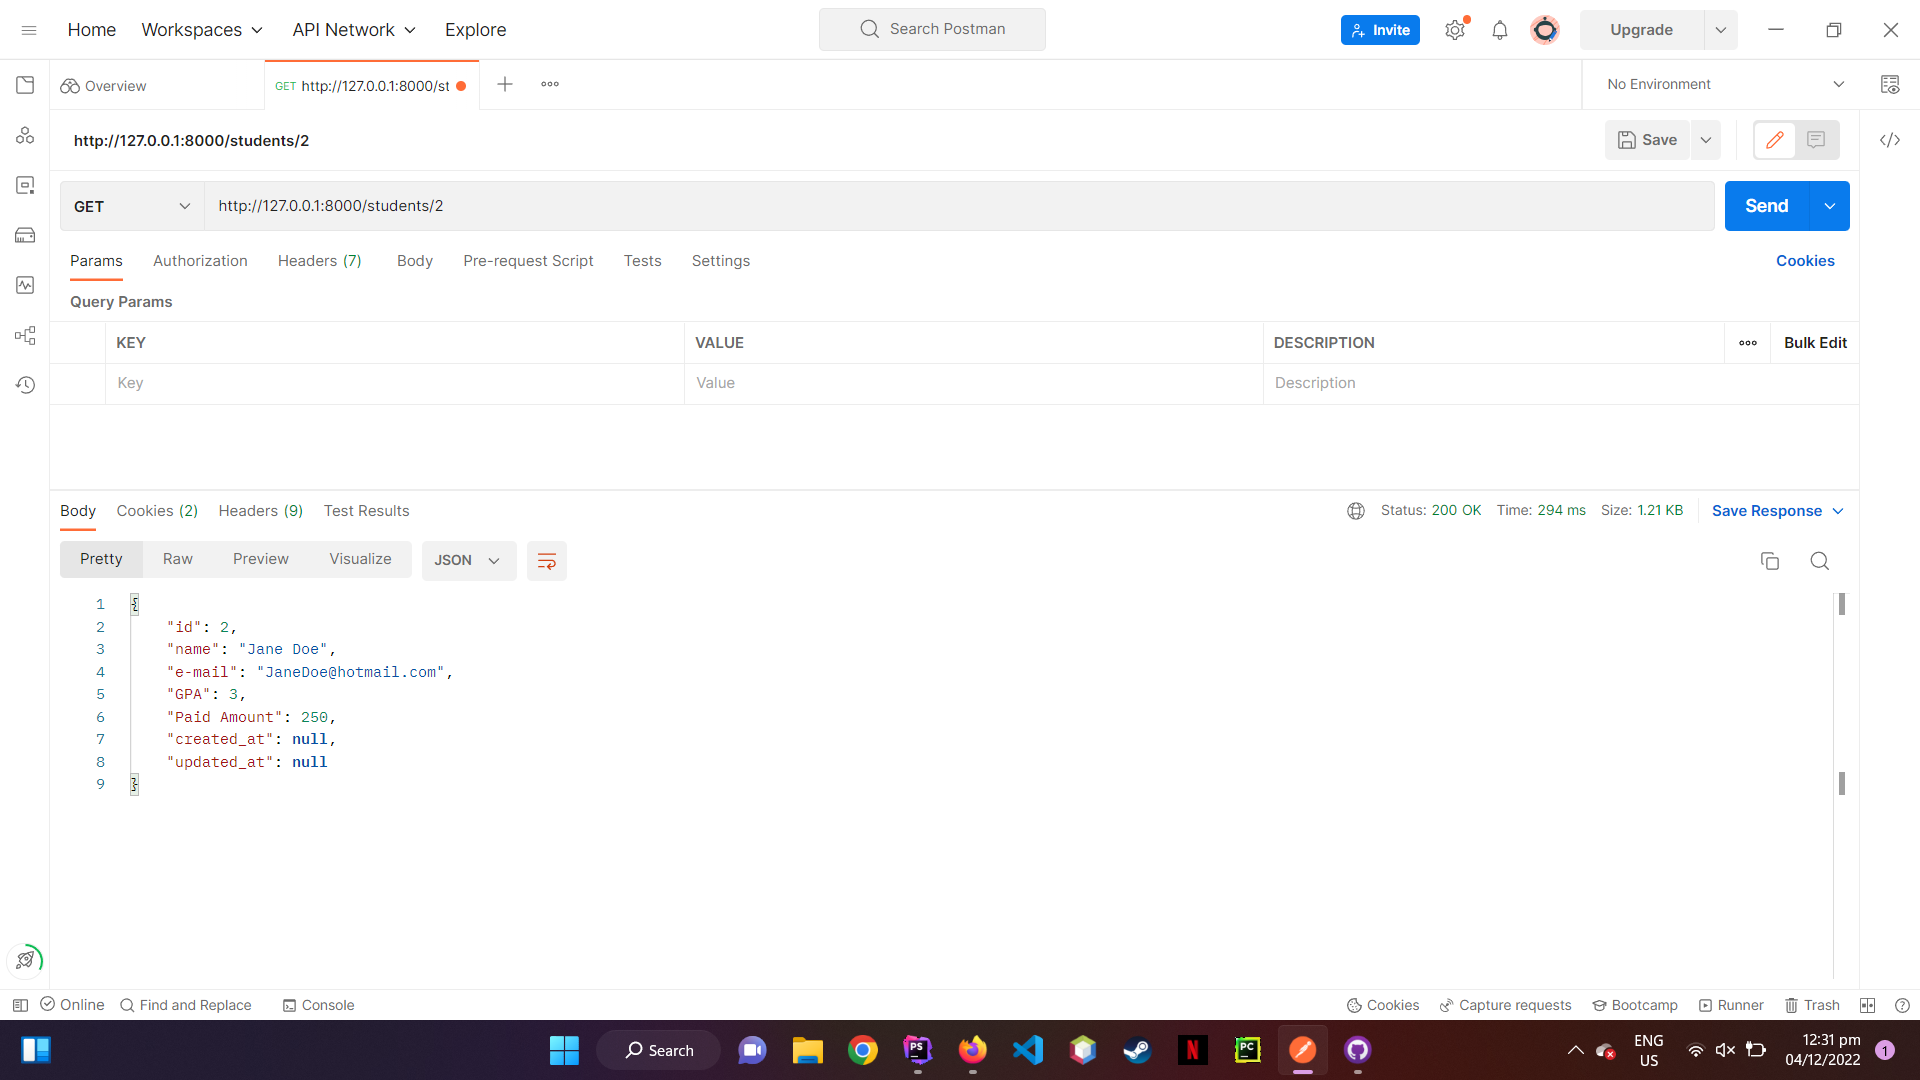 Home Workspaces API Network Explore Search Postman Invite Upgrade
Overview GET http://127.0.0.1:8000/st No Environment
http://127.0.0.1:8000/students/2 Save
GET http://127.0.0.1:8000/students/2 Send
Params Authorization Headers (7) Body Pre-request Script Tests Settings Cookies
Query Params
KEY VALUE DESCRIPTION Bulk Edit
Key Value Description
Body Cookies (2) Headers (9) Test Results Status: 200 OK Time: 294 ms Size: 1.21 KB Save Response
Pretty Raw Preview Visualize JSON
1 {
2 "id": 2,
3 "name": "Jane Doe",
4 "e-mail": "JaneDoe@hotmail.com",
5 "GPA": 3,
6 "Paid Amount": 250,
7 "created_at": null,
8 "updated_at": null
9 }
Online Find and Replace Console Cookies Capture requests Bootcamp Runner Trash
Search PS N PC ENG 12:31 pm
US 04/12/2022 1